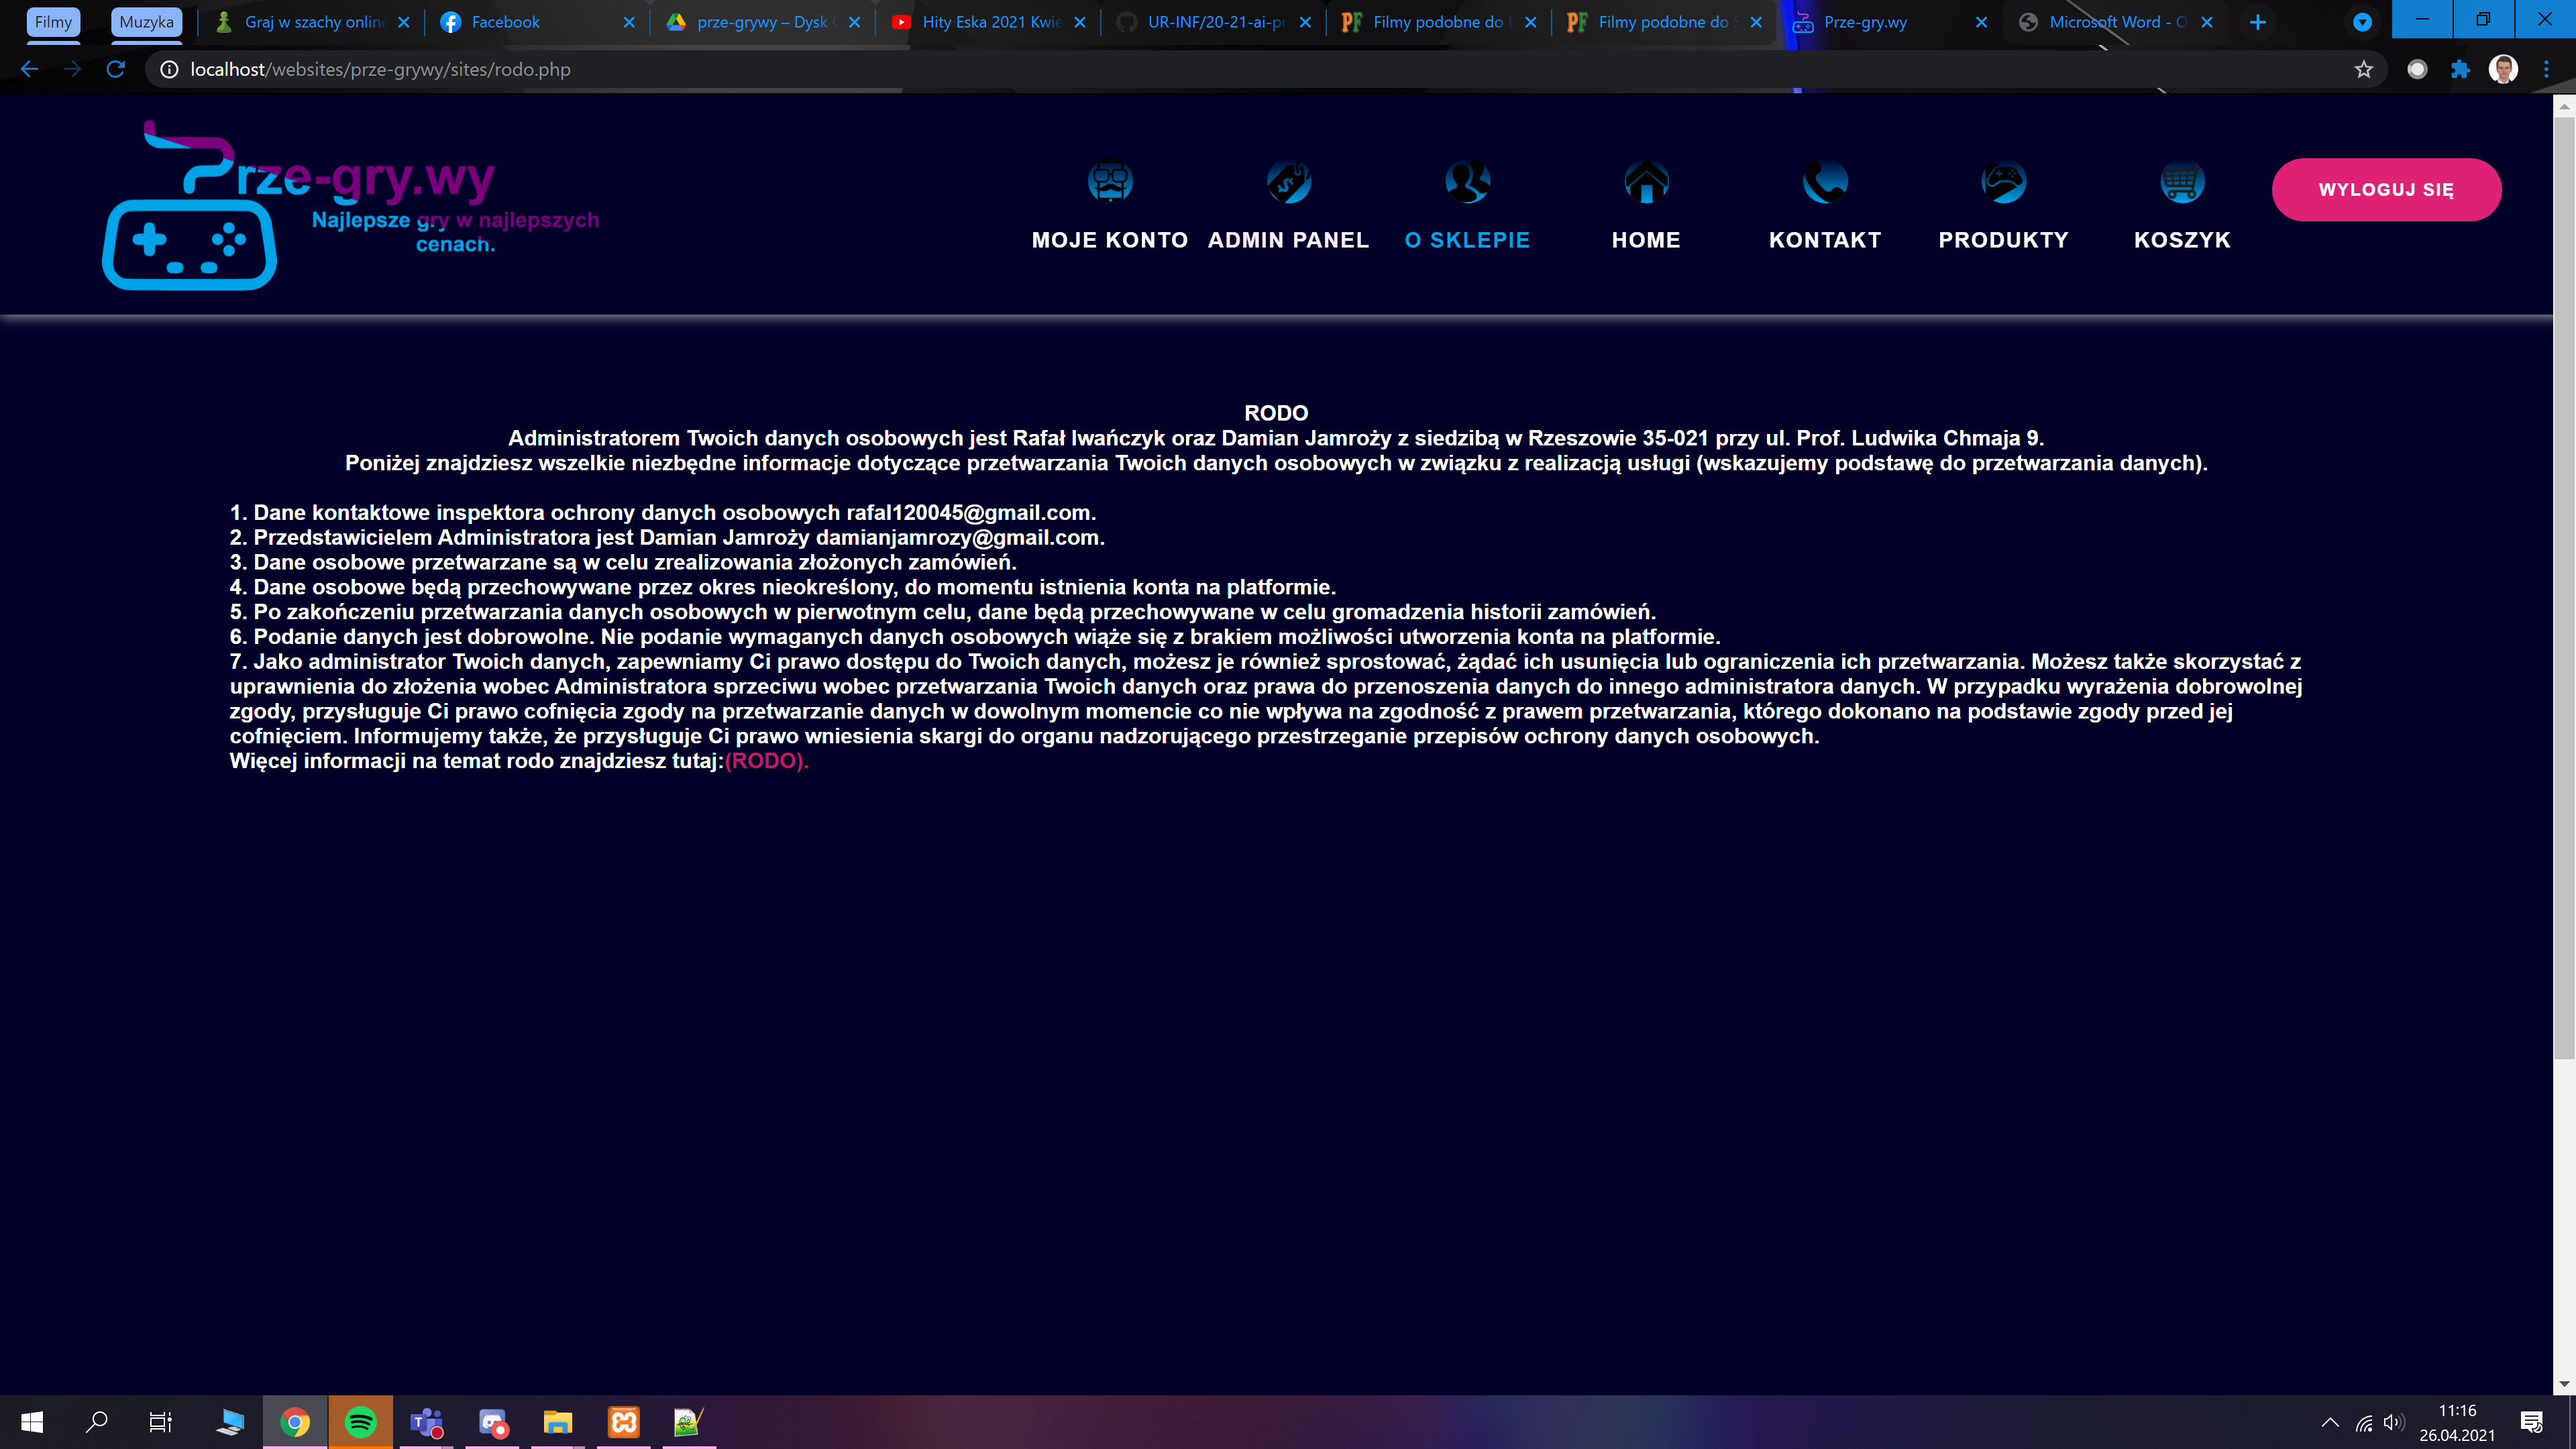 Filmy
Muzyka
Graj w szachy online
Facebook
prze-grywy – Dysk
Hity Eska 2021 Kwie
UR-INF/20-21-ai-pr
Filmy podobne do
Filmy podobne do
Prze-gry.wy
Microsoft Word - O
localhost/websites/prze-grywy/sites/rodo.php
Prze-gry.wy
Najlepsze gry w najlepszych
cenach.
MOJE KONTO
ADMIN PANEL
O SKLEPIE
HOME
KONTAKT
PRODUKTY
KOSZYK
WYLOGUJ SIĘ
RODO
Administratorem Twoich danych osobowych jest Rafał Iwańczyk oraz Damian Jamroży z siedzibą w Rzeszowie 35-021 przy ul. Prof. Ludwika Chmaja 9.
Poniżej znajdziesz wszelkie niezbędne informacje dotyczące przetwarzania Twoich danych osobowych w związku z realizacją usługi (wskazujemy podstawę do przetwarzania danych).
1. Dane kontaktowe inspektora ochrony danych osobowych rafal120045@gmail.com.
2. Przedstawicielem Administratora jest Damian Jamroży damianjamrozy@gmail.com.
3. Dane osobowe przetwarzane są w celu zrealizowania złożonych zamówień.
4. Dane osobowe będą przechowywane przez okres nieokreślony, do momentu istnienia konta na platformie.
5. Po zakończeniu przetwarzania danych osobowych w pierwotnym celu, dane będą przechowywane w celu gromadzenia historii zamówień.
6. Podanie danych jest dobrowolne. Nie podanie wymaganych danych osobowych wiąże się z brakiem możliwości utworzenia konta na platformie.
7. Jako administrator Twoich danych, zapewniamy Ci prawo dostępu do Twoich danych, możesz je również sprostować, żądać ich usunięcia lub ograniczenia ich przetwarzania. Możesz także skorzystać z
uprawnienia do złożenia wobec Administratora sprzeciwu wobec przetwarzania Twoich danych oraz prawa do przenoszenia danych do innego administratora danych. W przypadku wyrażenia dobrowolnej
zgody, przysługuje Ci prawo cofnięcia zgody na przetwarzanie danych w dowolnym momencie co nie wpływa na zgodność z prawem przetwarzania, którego dokonano na podstawie zgody przed jej
cofnięciem. Informujemy także, że przysługuje Ci prawo wniesienia skargi do organu nadzorującego przestrzeganie przepisów ochrony danych osobowych.
Więcej informacji na temat rodo znajdziesz tutaj:(RODO).
11:16
26.04.2021